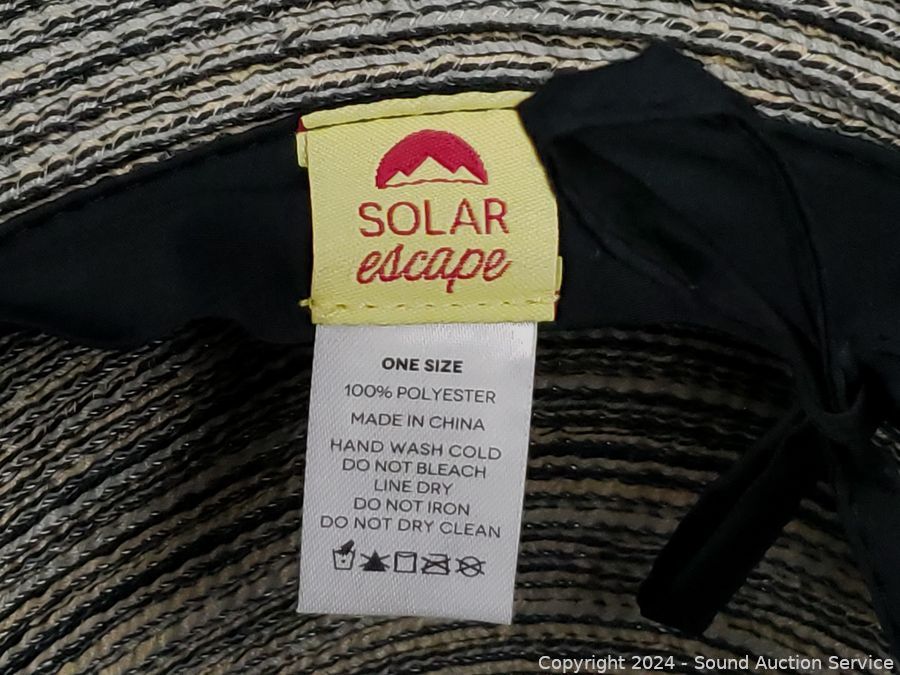 SOLAR
escape
ONE SIZE
100% POLYESTER
MADE IN CHINA
HAND WASH COLD
DO NOT BLEACH
LINE DRY
DO NOT IRON
DO NOT DRY CLEAN
Copyright © 2024 - Sound Auction Service